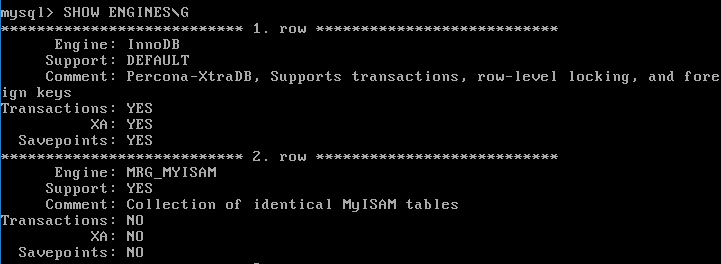 mysql> SHOW ENGINES\G
*************************** 1. row ***************************
      Engine: InnoDB
     Support: DEFAULT
     Comment: Percona-XtraDB, Supports transactions, row-level locking, and fore
ign keys
Transactions: YES
          XA: YES
  Savepoints: YES
*************************** 2. row ***************************
      Engine: MRG_MYISAM
     Support: YES
     Comment: Collection of identical MyISAM tables
Transactions: NO
          XA: NO
  Savepoints: NO